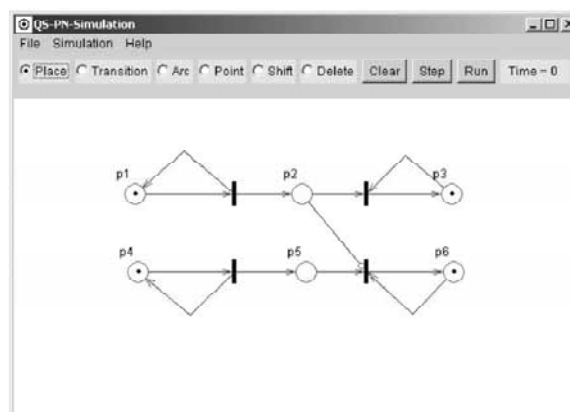 QS-PN-Simulation
File Simulation Help
Place Transition Arc Point Shift Delete Clear Step Run Time = 0
p1 p2 p3
p4 p5 p6